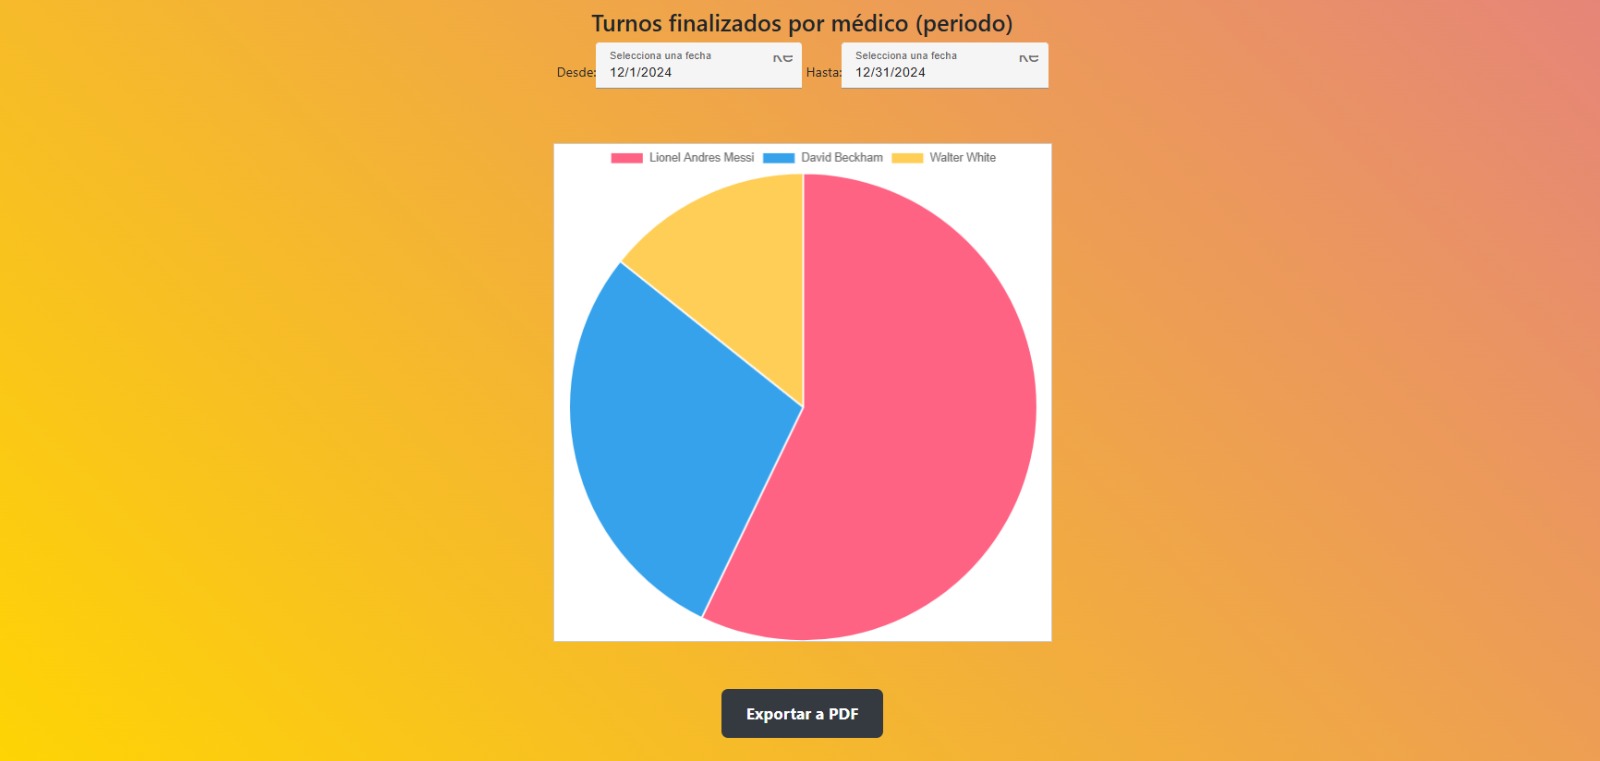 Turnos finalizados por médico (periodo)
Desde: Selecciona una fecha Hasta: Selecciona una fecha
12/1/2024 12/31/2024
Lionel Andres Messi David Beckham Walter White
Exportar a PDF